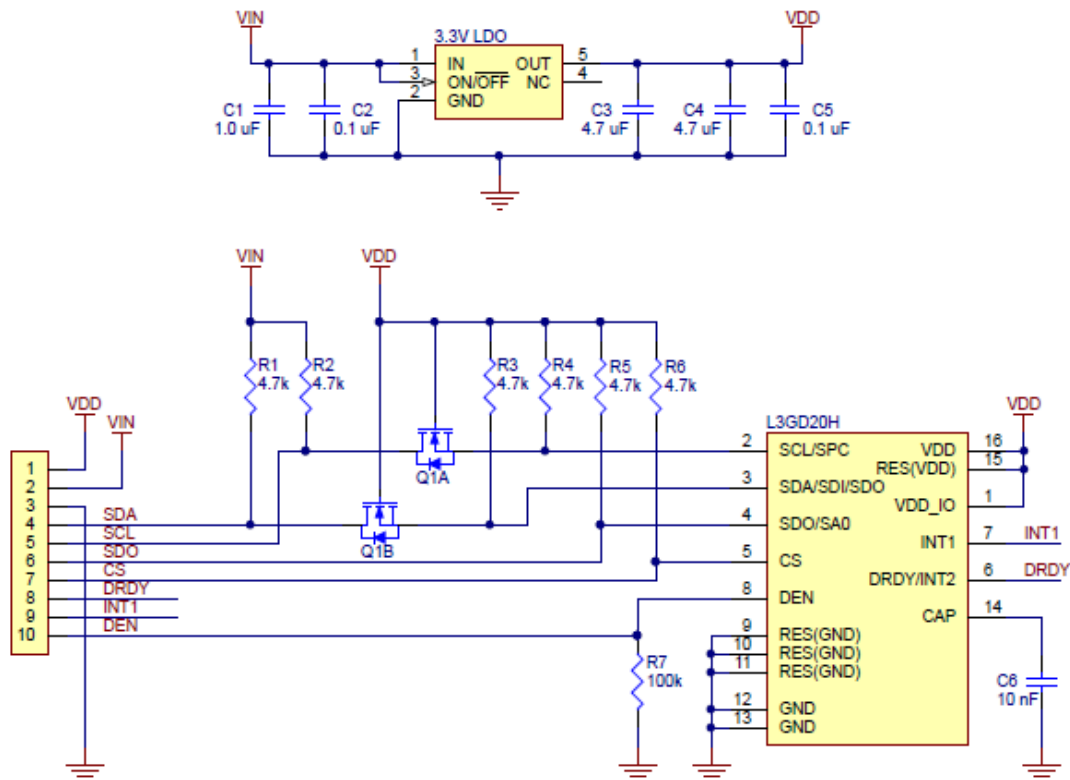 VIN
VDD
3.3V LDO
1 IN OUT 5
3 ON/OFF NC 4
2 GND
C1
1.0 uF
C2
0.1 uF
C3
4.7 uF
C4
4.7 uF
C5
0.1 uF
VIN
VDD
R1
4.7k
R2
4.7k
R3
4.7k
R4
4.7k
R5
4.7k
R6
4.7k
Q1A
Q1B
VDD
VIN
1
2
3
4 SDA
5 SCL
6 SDO
7 CS
8 DRDY
9 INT1
10 DEN
R7
100k
L3GD20H
VDD
2 SCL/SPC
3 SDA/SDI/SDO
4 SDO/SA0
5 CS
8 DEN
9 RES(GND)
10 RES(GND)
11 RES(GND)
12 GND
13 GND
VDD 16
RES(VDD) 15
VDD_IO 1
INT1 7 INT1
DRDY/INT2 6 DRDY
CAP 14
C6
10 nF